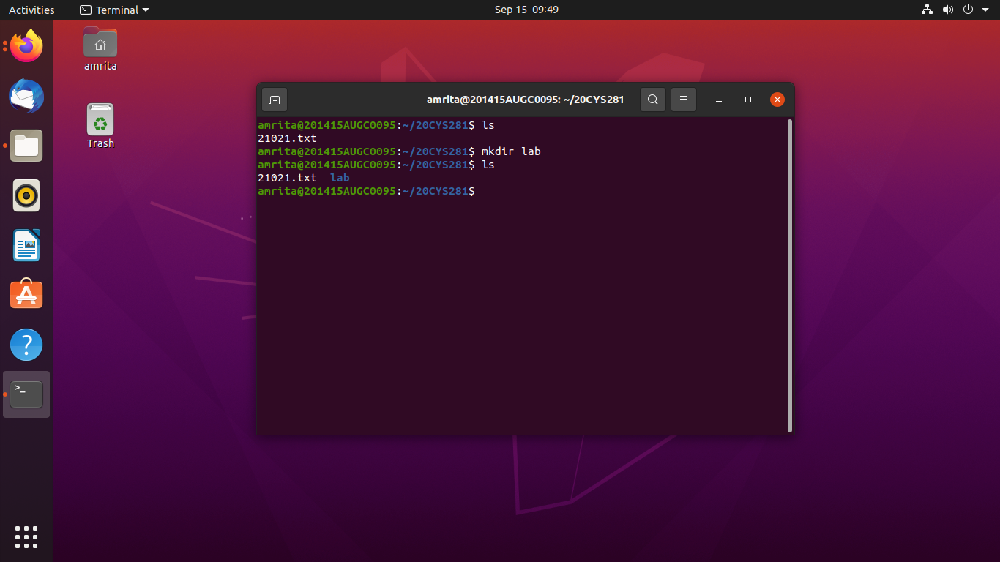 Activities
Terminal
Sep 15 09:49
amrita
Trash
amrita@201415AUGC0095: ~/20CYS281
amrita@201415AUGC0095:~/20CYS281$ ls
21021.txt
amrita@201415AUGC0095:~/20CYS281$ mkdir lab
amrita@201415AUGC0095:~/20CYS281$ ls
21021.txt  lab
amrita@201415AUGC0095:~/20CYS281$